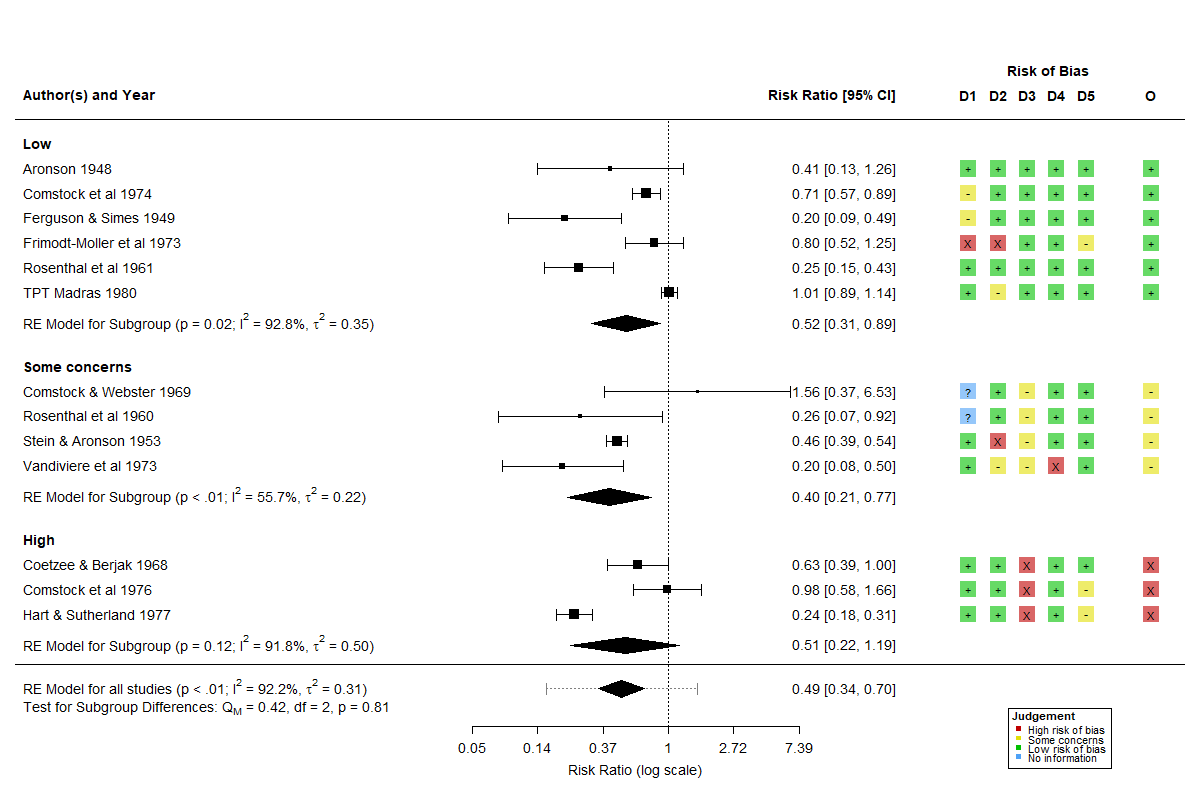 Risk of Bias
Author(s) and Year Risk Ratio [95% CI] D1 D2 D3 D4 D5 O
Low
Aronson 1948 0.41 [0.13, 1.26] + + + + + +
Comstock et al 1974 0.71 [0.57, 0.89] - + + + + +
Ferguson & Simes 1949 0.20 [0.09, 0.49] - + + + + +
Frimodt-Moller et al 1973 0.80 [0.52, 1.25] X X + + - +
Rosenthal et al 1961 0.25 [0.15, 0.43] + + + + + +
TPT Madras 1980 1.01 [0.89, 1.14] + - + + + +
RE Model for Subgroup (p = 0.02; I² = 92.8%, τ² = 0.35) 0.52 [0.31, 0.89]
Some concerns
Comstock & Webster 1969 1.56 [0.37, 6.53] ? + - + + -
Rosenthal et al 1960 0.26 [0.07, 0.92] ? + - + + -
Stein & Aronson 1953 0.46 [0.39, 0.54] + X - + + -
Vandiviere et al 1973 0.20 [0.08, 0.50] + - - X + -
RE Model for Subgroup (p < .01; I² = 55.7%, τ² = 0.22) 0.40 [0.21, 0.77]
High
Coetzee & Berjak 1968 0.63 [0.39, 1.00] + + X + + X
Comstock et al 1976 0.98 [0.58, 1.66] + + X + - X
Hart & Sutherland 1977 0.24 [0.18, 0.31] + + X + - X
RE Model for Subgroup (p = 0.12; I² = 91.8%, τ² = 0.50) 0.51 [0.22, 1.19]
RE Model for all studies (p < .01; I² = 92.2%, τ² = 0.31) 0.49 [0.34, 0.70]
Test for Subgroup Differences: Q_M = 0.42, df = 2, p = 0.81
Judgement
High risk of bias
Some concerns
Low risk of bias
No information
0.05 0.14 0.37 1 2.72 7.39
Risk Ratio (log scale)